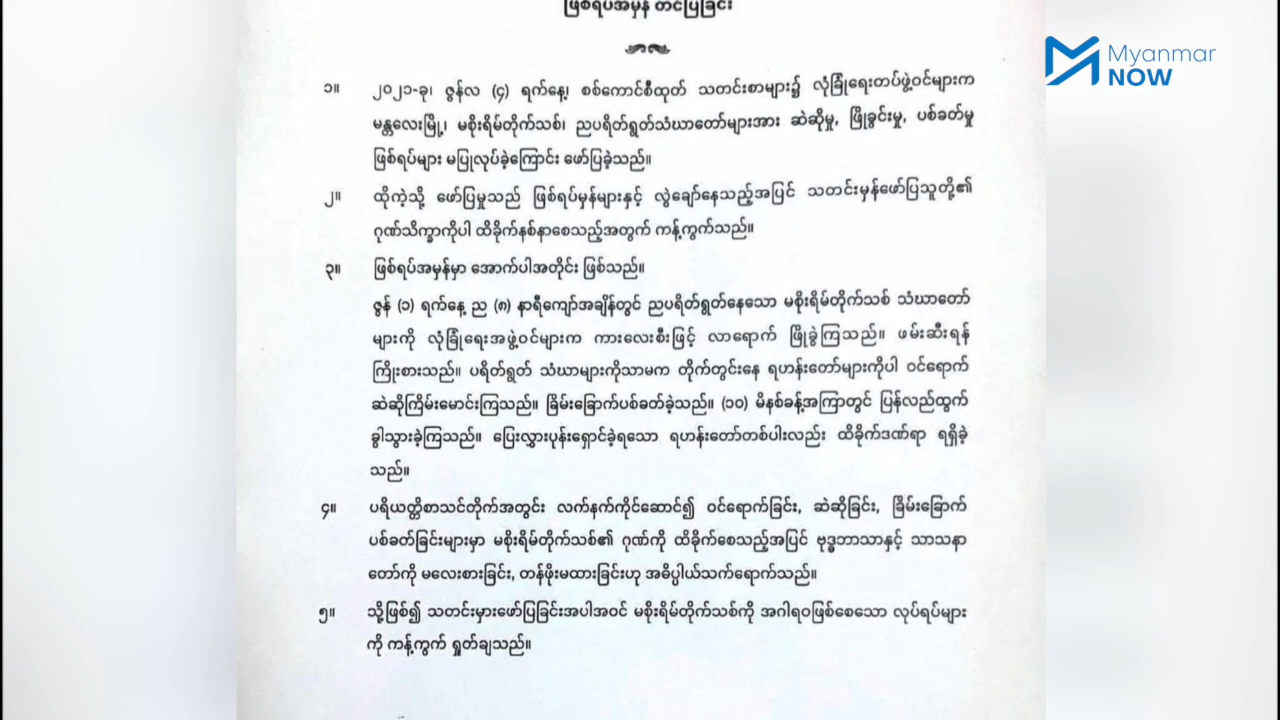 ဖြစ်ရပ်အမှန် တင်ပြခြင်း
Myanmar
NOW
၁။ ၂၀၂၁-ခု၊ ဇွန်လ (၄) ရက်နေ့၊ စစ်ကောင်စီထုတ် သတင်းစာများ၌ လုံခြုံရေးတပ်ဖွဲ့ဝင်များက
မန္တလေးမြို့၊ မစိုးရိမ်တိုက်သစ်၊ ညပရိတ်ရွတ်သံဃာတော်များအား ဆဲဆိုမှု, ဖြိုခွင်းမှု, ပစ်ခတ်မှု
ဖြစ်ရပ်များ မပြုလုပ်ခဲ့ကြောင်း ဖော်ပြခဲ့သည်။
၂။ ထိုကဲ့သို့ ဖော်ပြမှုသည် ဖြစ်ရပ်မှန်များနှင့် လွဲချော်နေသည့်အပြင် သတင်းမှန်ဖော်ပြသူတို့၏
ဂုဏ်သိက္ခာကိုပါ ထိခိုက်နစ်နာစေသည့်အတွက် ကန့်ကွက်သည်။
၃။ ဖြစ်ရပ်အမှန်မှာ အောက်ပါအတိုင်း ဖြစ်သည်။
ဇွန် (၁) ရက်နေ့ ည (၈) နာရီကျော်အချိန်တွင် ညပရိတ်ရွတ်နေသော မစိုးရိမ်တိုက်သစ် သံဃာတော်
များကို လုံခြုံရေးအဖွဲ့ဝင်များက ကားလေးစီးဖြင့် လာရောက် ဖြိုခွဲကြသည်။ ဖမ်းဆီးရန်
ကြိုးစားသည်။ ပရိတ်ရွတ် သံဃာများကိုသာမက တိုက်တွင်းနေ ရဟန်းတော်များကိုပါ ဝင်ရောက်
ဆဲဆိုကြိမ်းမောင်းကြသည်။ ခြိမ်းခြောက်ပစ်ခတ်ခဲ့သည်။ (၁၀) မိနစ်ခန့်အကြာတွင် ပြန်လည်ထွက်
ခွါသွားခဲ့ကြသည်။ ပြေးလွှားပုန်းရှောင်ခဲ့ရသော ရဟန်းတော်တစ်ပါးလည်း ထိခိုက်ဒဏ်ရာ ရရှိခဲ့
သည်။
၄။ ပရိယတ္တိစာသင်တိုက်အတွင်း လက်နက်ကိုင်ဆောင်၍ ဝင်ရောက်ခြင်း, ဆဲဆိုခြင်း, ခြိမ်းခြောက်
ပစ်ခတ်ခြင်းများမှာ မစိုးရိမ်တိုက်သစ်၏ ဂုဏ်ကို ထိခိုက်စေသည့်အပြင် ဗုဒ္ဓဘာသာနှင့် သာသနာ
တော်ကို မလေးစားခြင်း, တန်ဖိုးမထားခြင်းဟု အဓိပ္ပါယ်သက်ရောက်သည်။
၅။ သို့ဖြစ်၍ သတင်းမှားဖော်ပြခြင်းအပါအဝင် မစိုးရိမ်တိုက်သစ်ကို အဂါရဝဖြစ်စေသော လုပ်ရပ်များ
ကို ကန့်ကွက် ရှုတ်ချသည်။